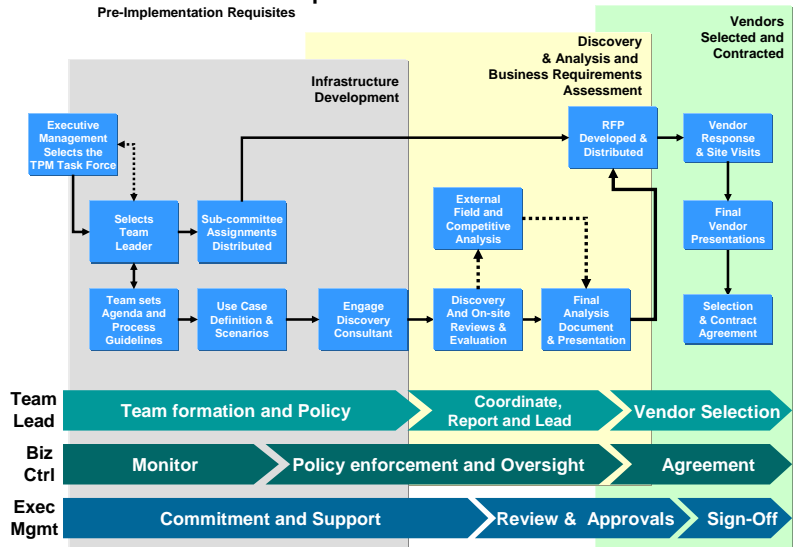 Pre-Implementation Requisites
Vendors
Selected and
Contracted
Discovery
& Analysis and
Business Requirements
Assessment
Infrastructure
Development
Executive
Management
Selects the
TPM Task Force
RFP
Developed &
Distributed
Vendor
Response
& Site Visits
Selects
Team
Leader
Sub-committee
Assignments
Distributed
External
Field and
Competitive
Analysis
Final
Vendor
Presentations
Team sets
Agenda and
Process
Guidelines
Use Case
Definition &
Scenarios
Engage
Discovery
Consultant
Discovery
And On-site
Reviews &
Evaluation
Final
Analysis
Document
& Presentation
Selection
& Contract
Agreement
Team
Lead
Team formation and Policy
Coordinate,
Report and Lead
Vendor Selection
Biz
Ctrl
Monitor
Policy enforcement and Oversight
Agreement
Exec
Mgmt
Commitment and Support
Review & Approvals
Sign-Off